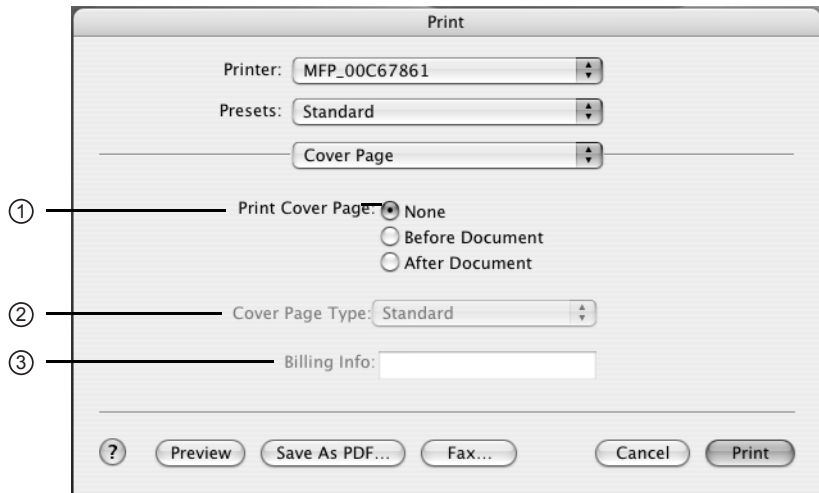 Print
Printer: MFP_00C67861
Presets: Standard
Cover Page
① Print Cover Page: None
Before Document
After Document
② Cover Page Type: Standard
③ Billing Info:
? Preview Save As PDF... Fax... Cancel Print